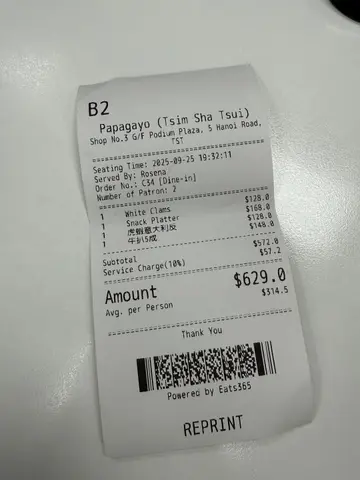 B2
Papagayo (Tsim Sha Tsui)
Shop No.3 G/F Podium Plaza, 5 Hanoi Road,
TST
Seating Time: 2025-09-25 19:32:11
Served By: Rosena
Order No.: C34 [Dine-in]
Number of Patron: 2
1 White Clams $128.0
1 Snack Platter $168.0
1 虎蝦意大利飯 $128.0
1 牛扒5成 $148.0
Subtotal $572.0
Service Charge(10%) $57.2
Amount $629.0
Avg. per Person $314.5
Thank You
Powered by Eats365
REPRINT